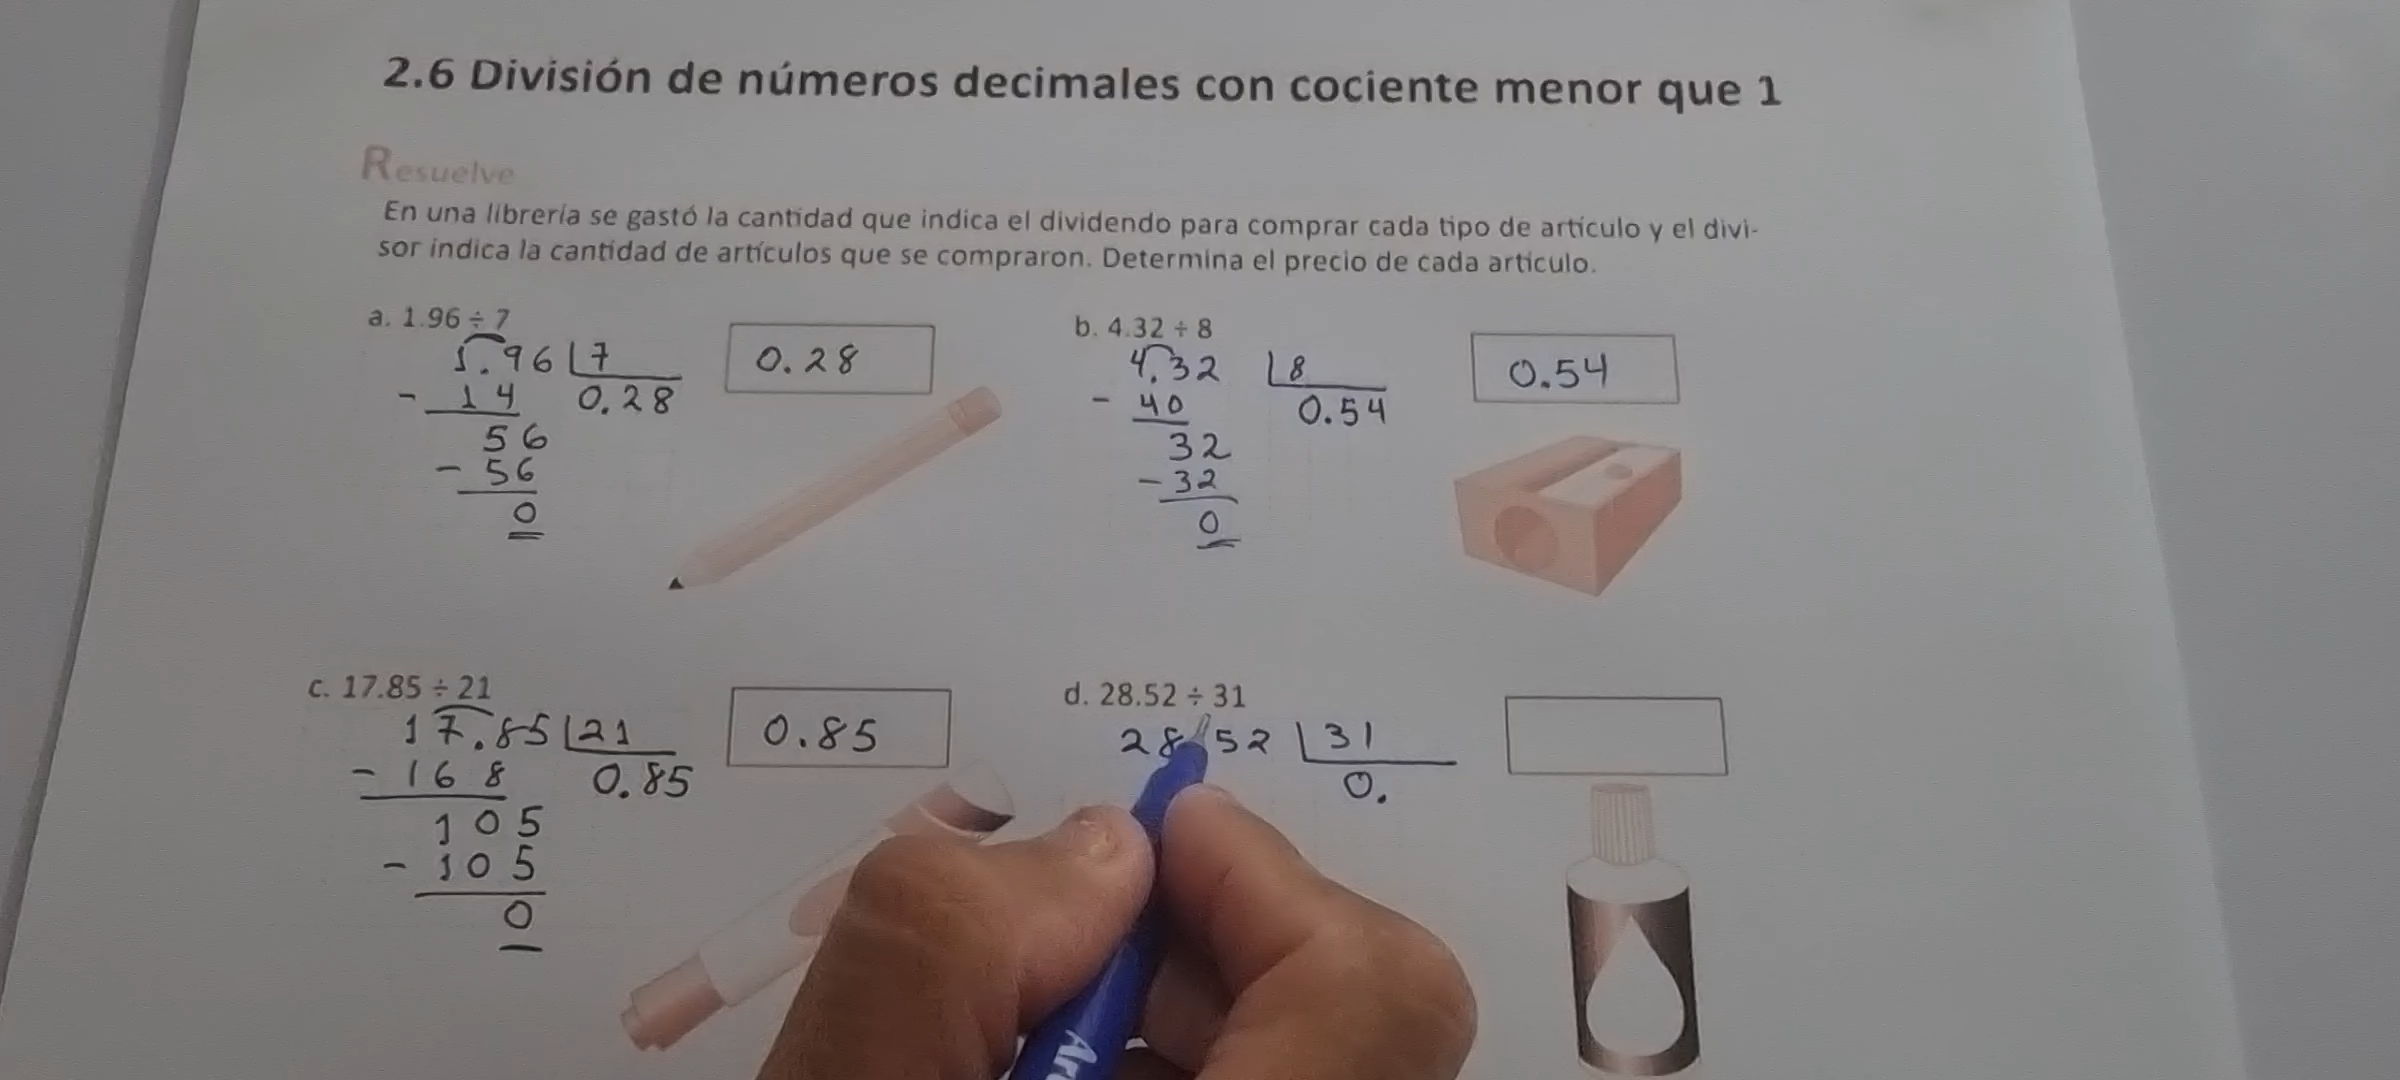 2.6 División de números decimales con cociente menor que 1
Resuelve
En una librería se gastó la cantidad que indica el dividendo para comprar cada tipo de artículo y el divi-
sor indica la cantidad de artículos que se compraron. Determina el precio de cada artículo.
a. 1.96 ÷ 7
1.96 7
- 14 0.28
56
- 56
0
0.28
b. 4.32 ÷ 8
4.32 8
- 40 0.54
32
- 32
0
0.54
c. 17.85 ÷ 21
17.85 21
- 168 0.85
105
- 105
0
0.85
d. 28.52 ÷ 31
28 52 31
0.